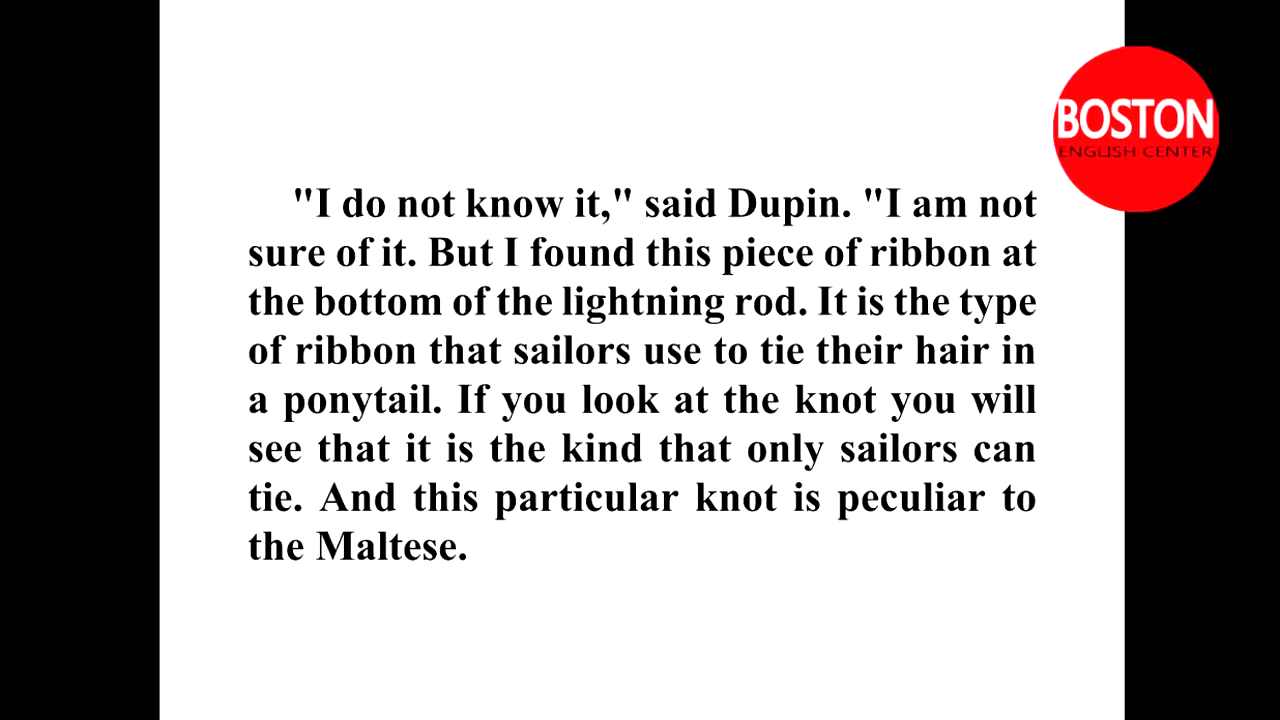 BOSTON
ENGLISH CENTER
"I do not know it," said Dupin. "I am not
sure of it. But I found this piece of ribbon at
the bottom of the lightning rod. It is the type
of ribbon that sailors use to tie their hair in
a ponytail. If you look at the knot you will
see that it is the kind that only sailors can
tie. And this particular knot is peculiar to
the Maltese.